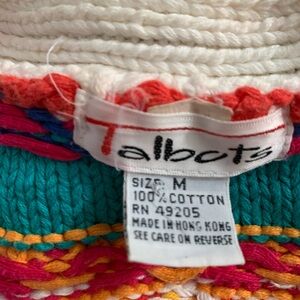 Talbots
SIZE M
100% COTTON
RN 49205
MADE IN HONG KONG
SEE CARE ON REVERSE